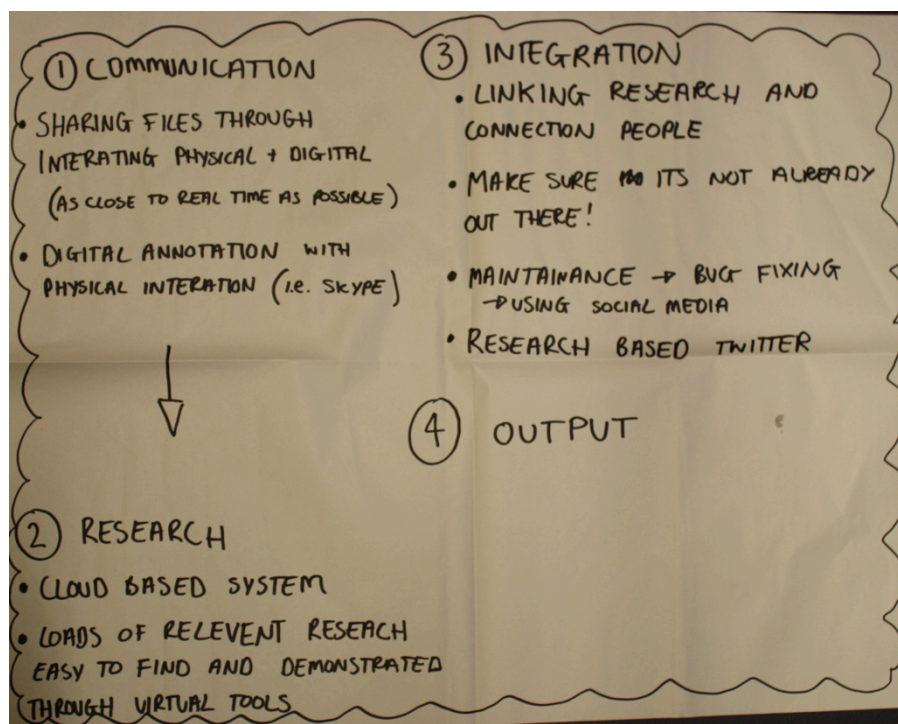 ① COMMUNICATION
• SHARING FILES THROUGH
INTERATING PHYSICAL + DIGITAL
(AS CLOSE TO REAL TIME AS POSSIBLE)
• DIGITAL ANNOTATION WITH
PHYSICAL INTERATION (i.e. SKYPE)
② RESEARCH
• CLOUD BASED SYSTEM
• LOADS OF RELEVENT RESEACH
EASY TO FIND AND DEMONSTRATED
THROUGH VIRTUAL TOOLS
③ INTEGRATION
• LINKING RESEARCH AND
CONNECTION PEOPLE
• MAKE SURE ITS NOT ALREADY
OUT THERE!
• MAINTAINANCE → BUG FIXING
→ USING SOCIAL MEDIA
• RESEARCH BASED TWITTER
④ OUTPUT